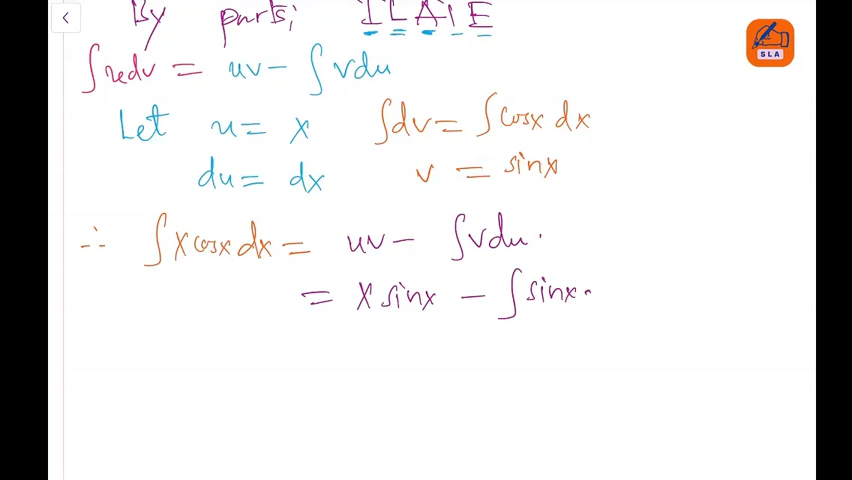 By parts, ILATE
SLA
∫udv = uv - ∫vdu
Let u = x ∫dv = ∫cosx dx
du = dx v = sinx
∴ ∫xcosx dx = uv - ∫vdu.
= x sinx - ∫sinx.